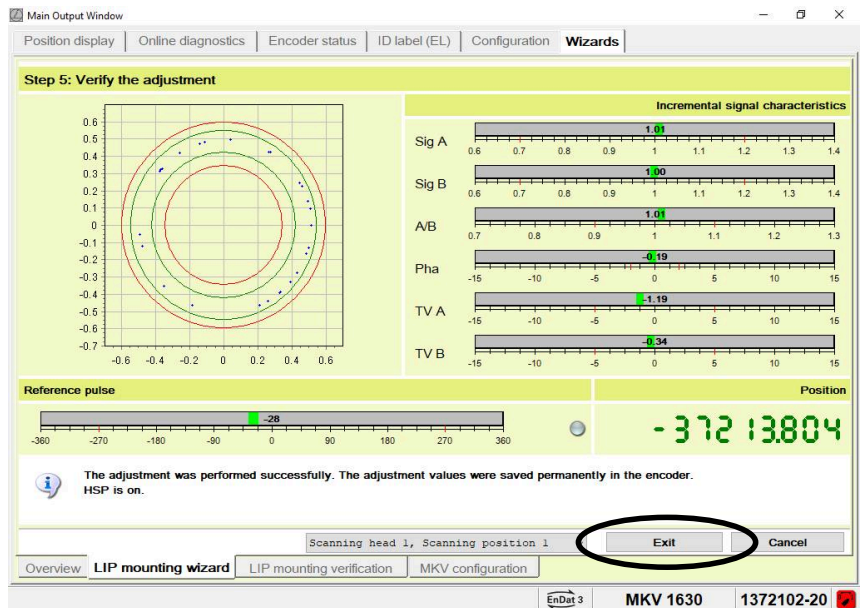 Main Output Window
Position display Online diagnostics Encoder status ID label (EL) Configuration Wizards
Step 5: Verify the adjustment
Incremental signal characteristics
0.6
0.5
0.4
0.3
0.2
0.1
0
-0.1
-0.2
-0.3
-0.4
-0.5
-0.6
-0.7
-0.6 -0.4 -0.2 0 0.2 0.4 0.6
Sig A
1.01
0.6 0.7 0.8 0.9 1 1.1 1.2 1.3 1.4
Sig B
1.00
0.6 0.7 0.8 0.9 1 1.1 1.2 1.3 1.4
A/B
1.01
0.7 0.8 0.9 1 1.1 1.2 1.3
Pha
-0.19
-15 -10 -5 0 5 10 15
TV A
-1.19
-15 -10 -5 0 5 10 15
TV B
-0.34
-15 -10 -5 0 5 10 15
Reference pulse
-28
-360 -270 -180 -90 0 90 180 270 360
Position
-37213.804
The adjustment was performed successfully. The adjustment values were saved permanently in the encoder.
HSP is on.
Scanning head 1, Scanning position 1
Exit Cancel
Overview LIP mounting wizard LIP mounting verification MKV configuration
EnDat 3 MKV 1630 1372102-20